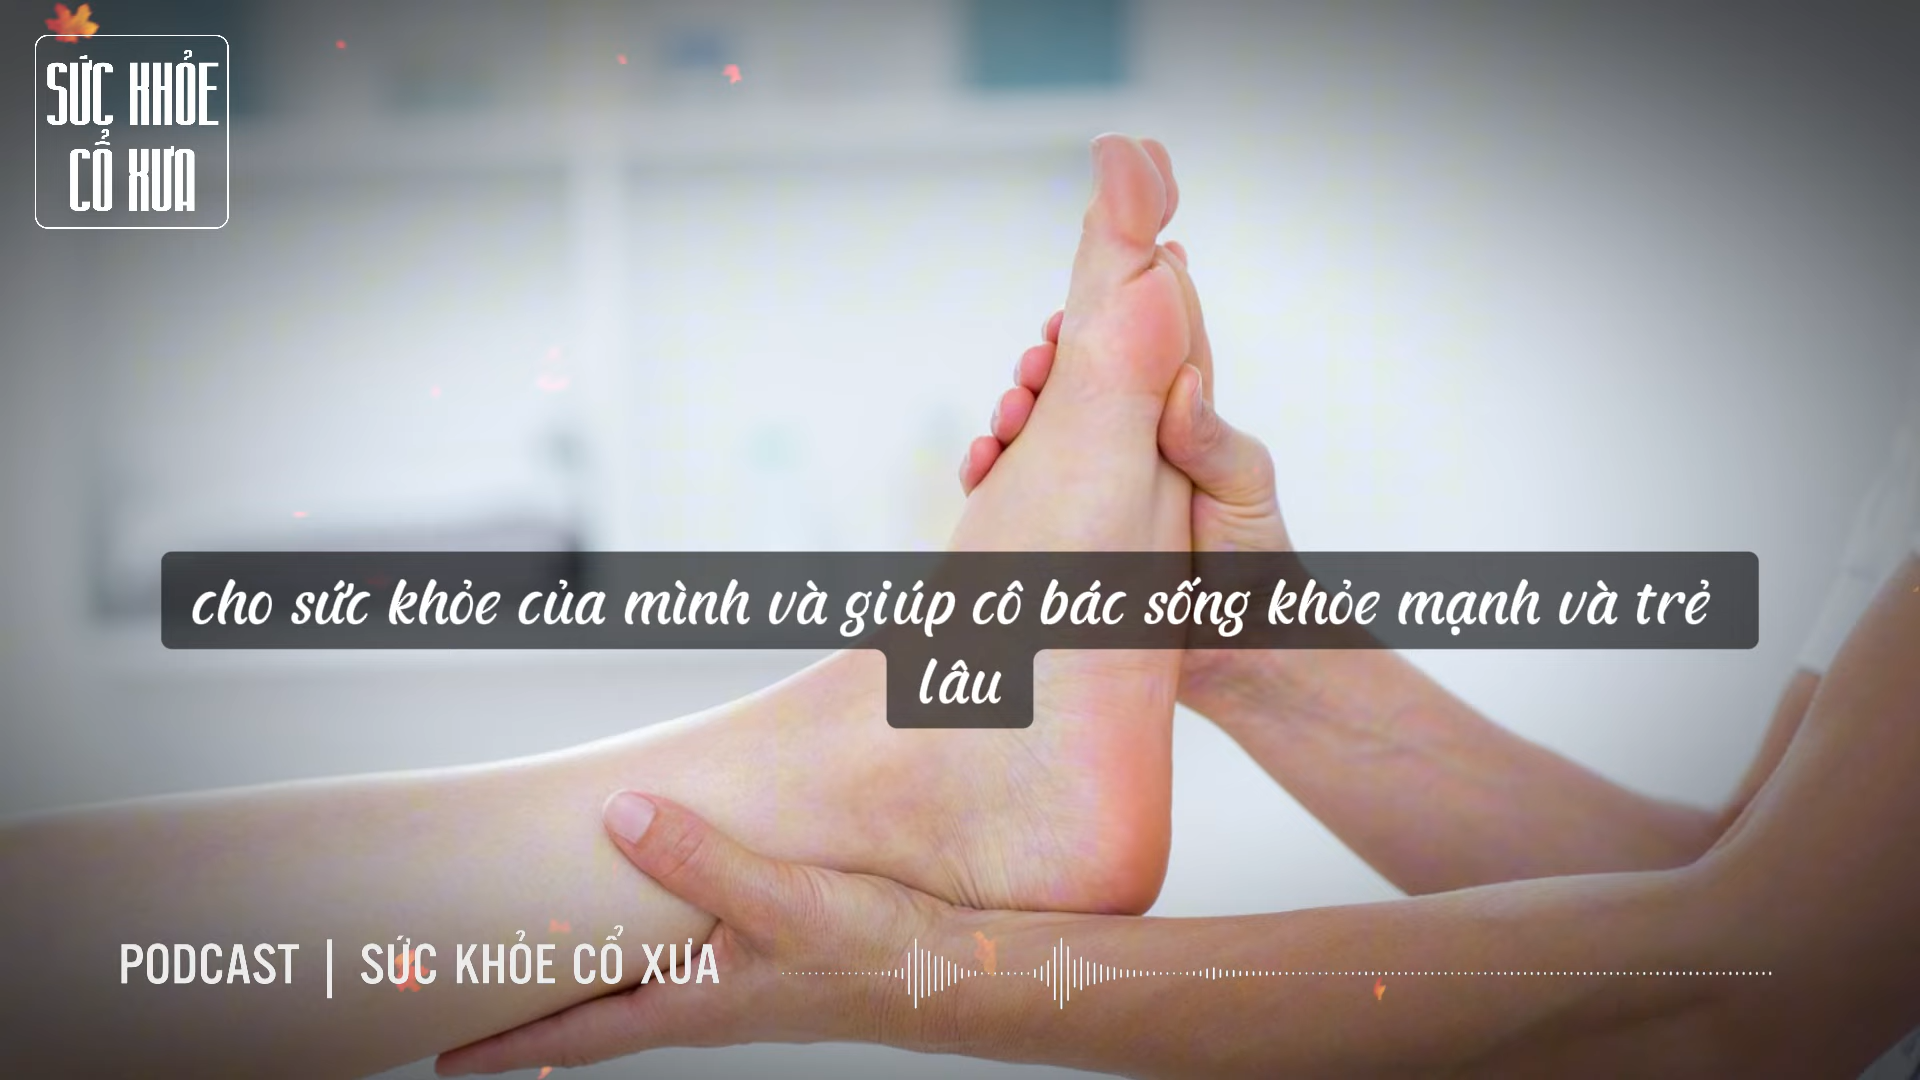 SỨC KHỎE
CỔ XƯA
cho sức khỏe của mình và giúp cô bác sống khỏe mạnh và trẻ
lâu
PODCAST | SỨC KHỎE CỔ XƯA